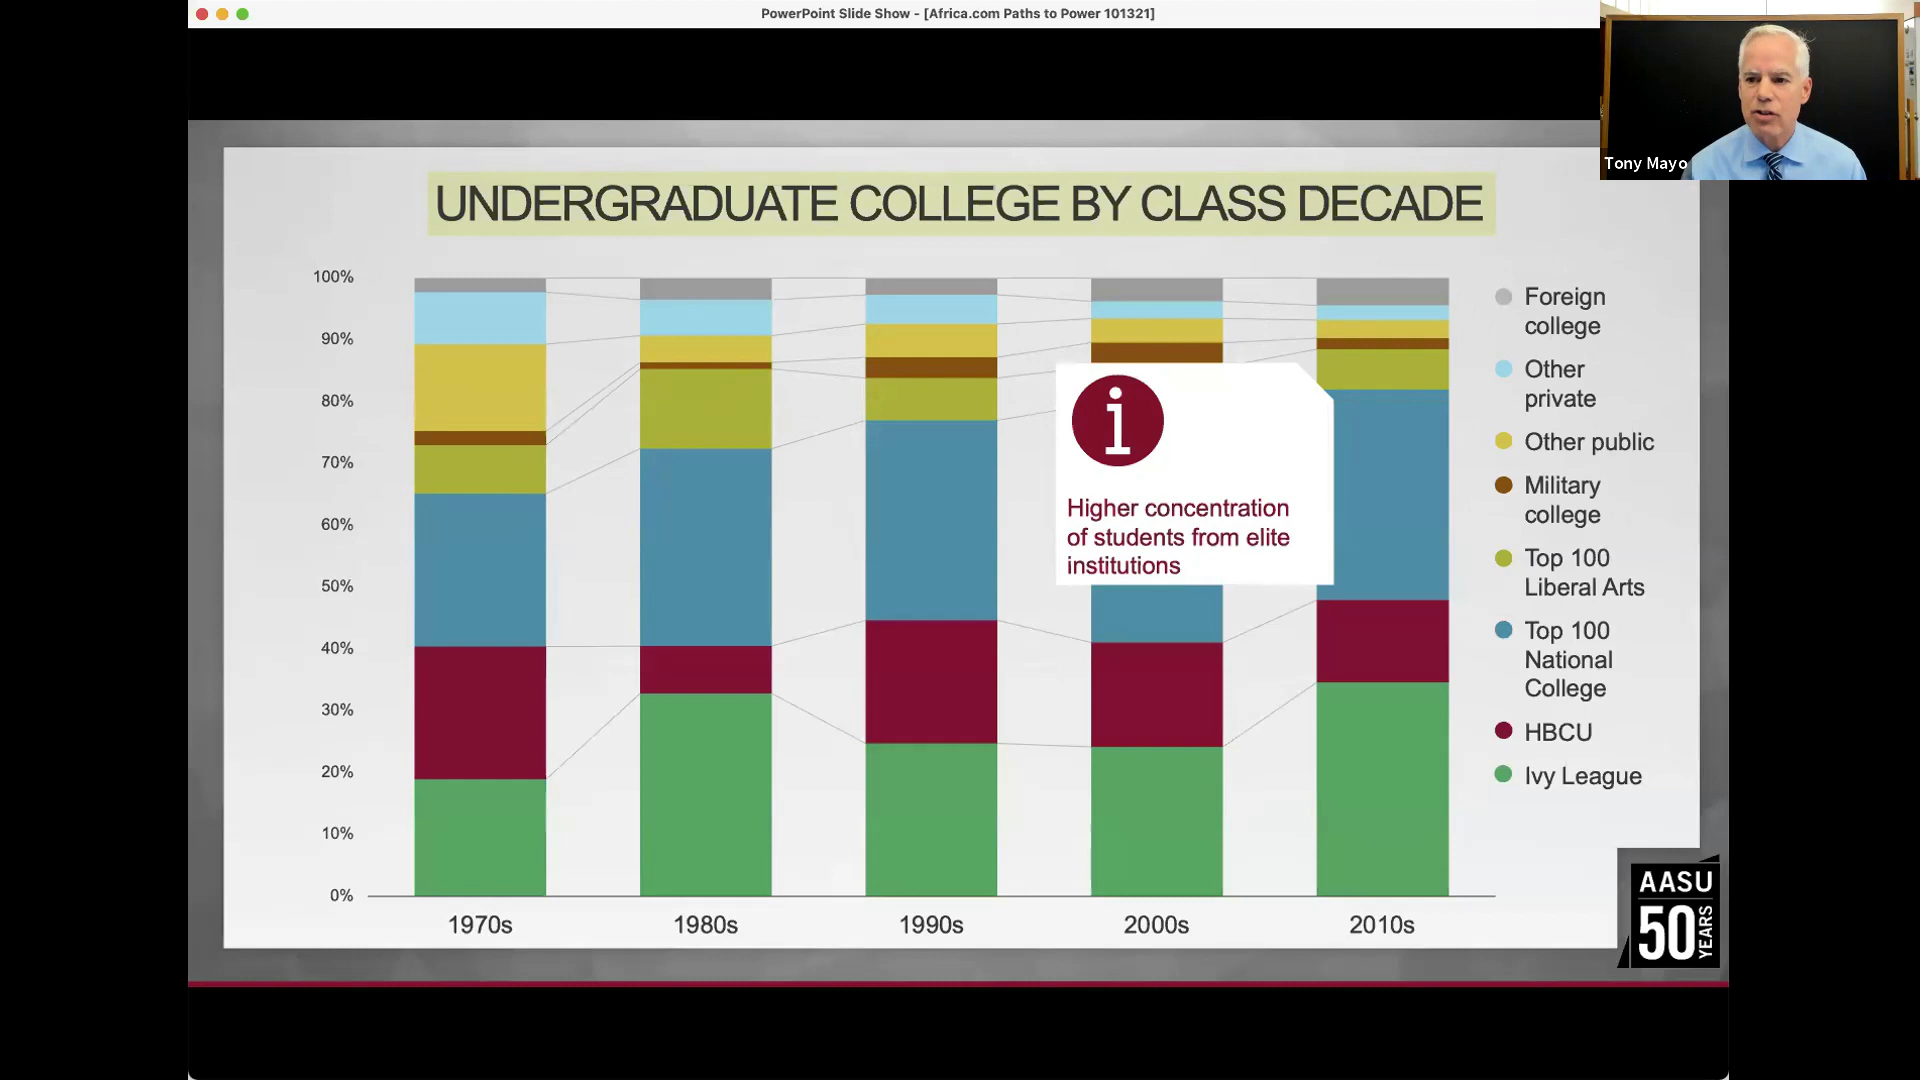 PowerPoint Slide Show - [Africa.com Paths to Power 101321]
Tony Mayo
UNDERGRADUATE COLLEGE BY CLASS DECADE
100%
90%
80%
70%
60%
50%
40%
30%
20%
10%
0%
1970s
1980s
1990s
2000s
2010s
i
Higher concentration
of students from elite
institutions
Foreign
college
Other
private
Other public
Military
college
Top 100
Liberal Arts
Top 100
National
College
HBCU
Ivy League
AASU
50
YEARS